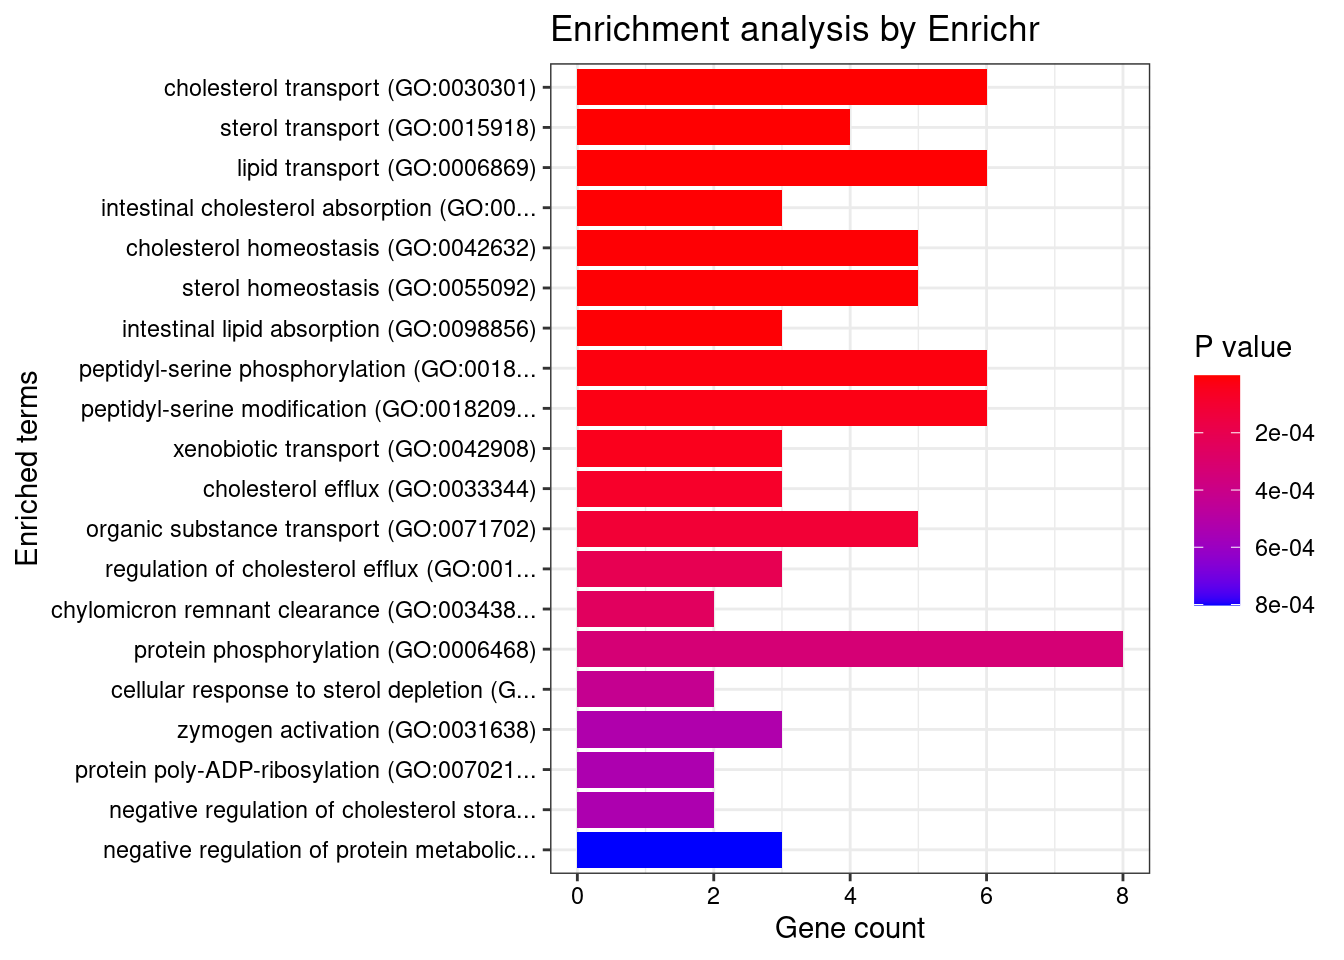 Enrichment analysis by Enrichr
cholesterol transport (GO:0030301)
sterol transport (GO:0015918)
lipid transport (GO:0006869)
intestinal cholesterol absorption (GO:00...
cholesterol homeostasis (GO:0042632)
sterol homeostasis (GO:0055092)
intestinal lipid absorption (GO:0098856)
peptidyl-serine phosphorylation (GO:0018...
peptidyl-serine modification (GO:0018209...
xenobiotic transport (GO:0042908)
cholesterol efflux (GO:0033344)
organic substance transport (GO:0071702)
regulation of cholesterol efflux (GO:001...
chylomicron remnant clearance (GO:003438...
protein phosphorylation (GO:0006468)
cellular response to sterol depletion (G...
zymogen activation (GO:0031638)
protein poly-ADP-ribosylation (GO:007021...
negative regulation of cholesterol stora...
negative regulation of protein metabolic...
Enriched terms
0 2 4 6 8
Gene count
P value
2e-04
4e-04
6e-04
8e-04